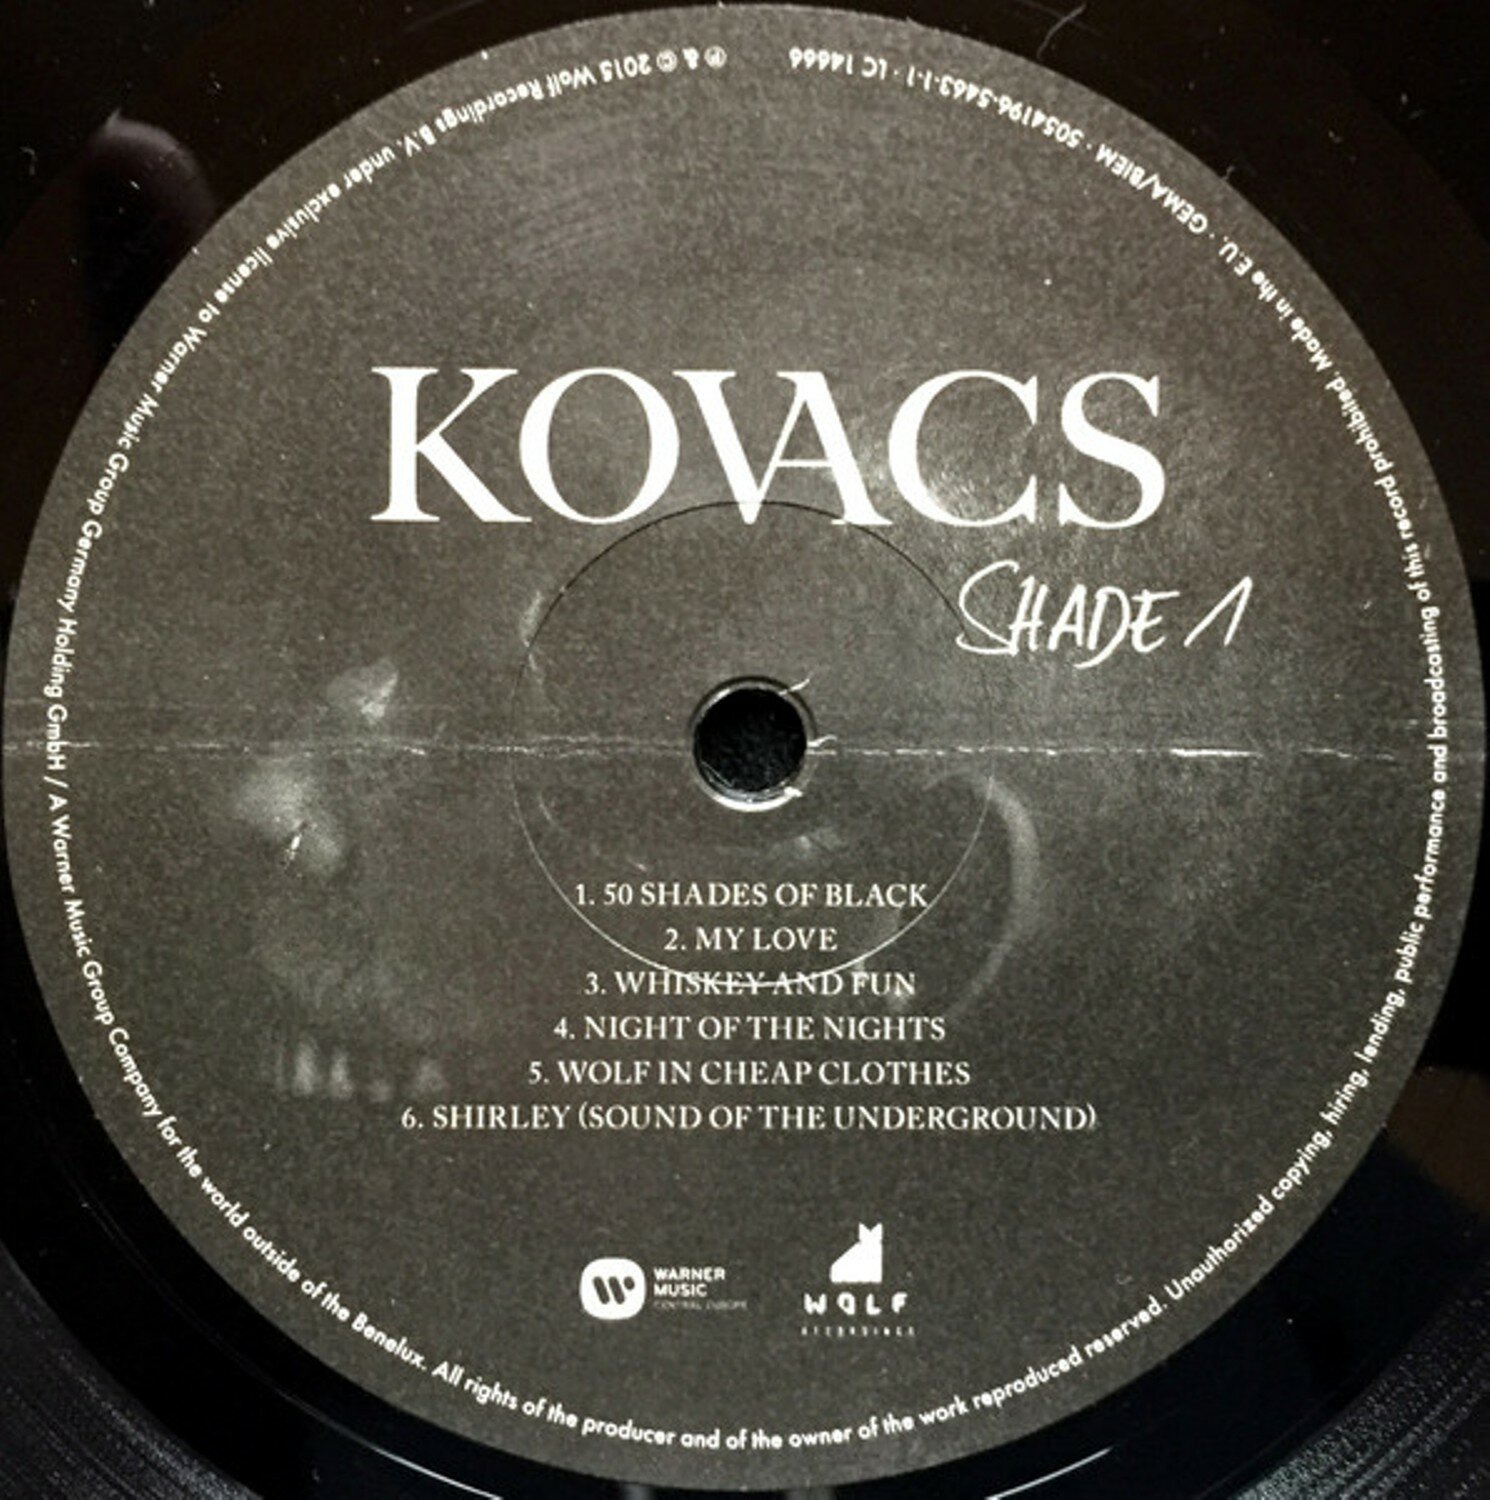 KOVACS
SHADE 1
1. 50 SHADES OF BLACK
2. MY LOVE
3. WHISKEY AND FUN
4. NIGHT OF THE NIGHTS
5. WOLF IN CHEAP CLOTHES
6. SHIRLEY (SOUND OF THE UNDERGROUND)
WARNER
MUSIC
CENTRAL EUROPE
WOLF
RECORDINGS
℗ & © 2015 Wolf Recordings B.V. under exclusive license to Warner Music Group Germany Holding GmbH / A Warner Music Group Company for the world outside of the Benelux. All rights of the producer and of the owner of the work reproduced reserved. Unauthorized copying, hiring, lending, public performance and broadcasting of this record prohibited. Made in the E.U. · GEMA/BIEM · 5054196-5463-1-1 · LC 14666